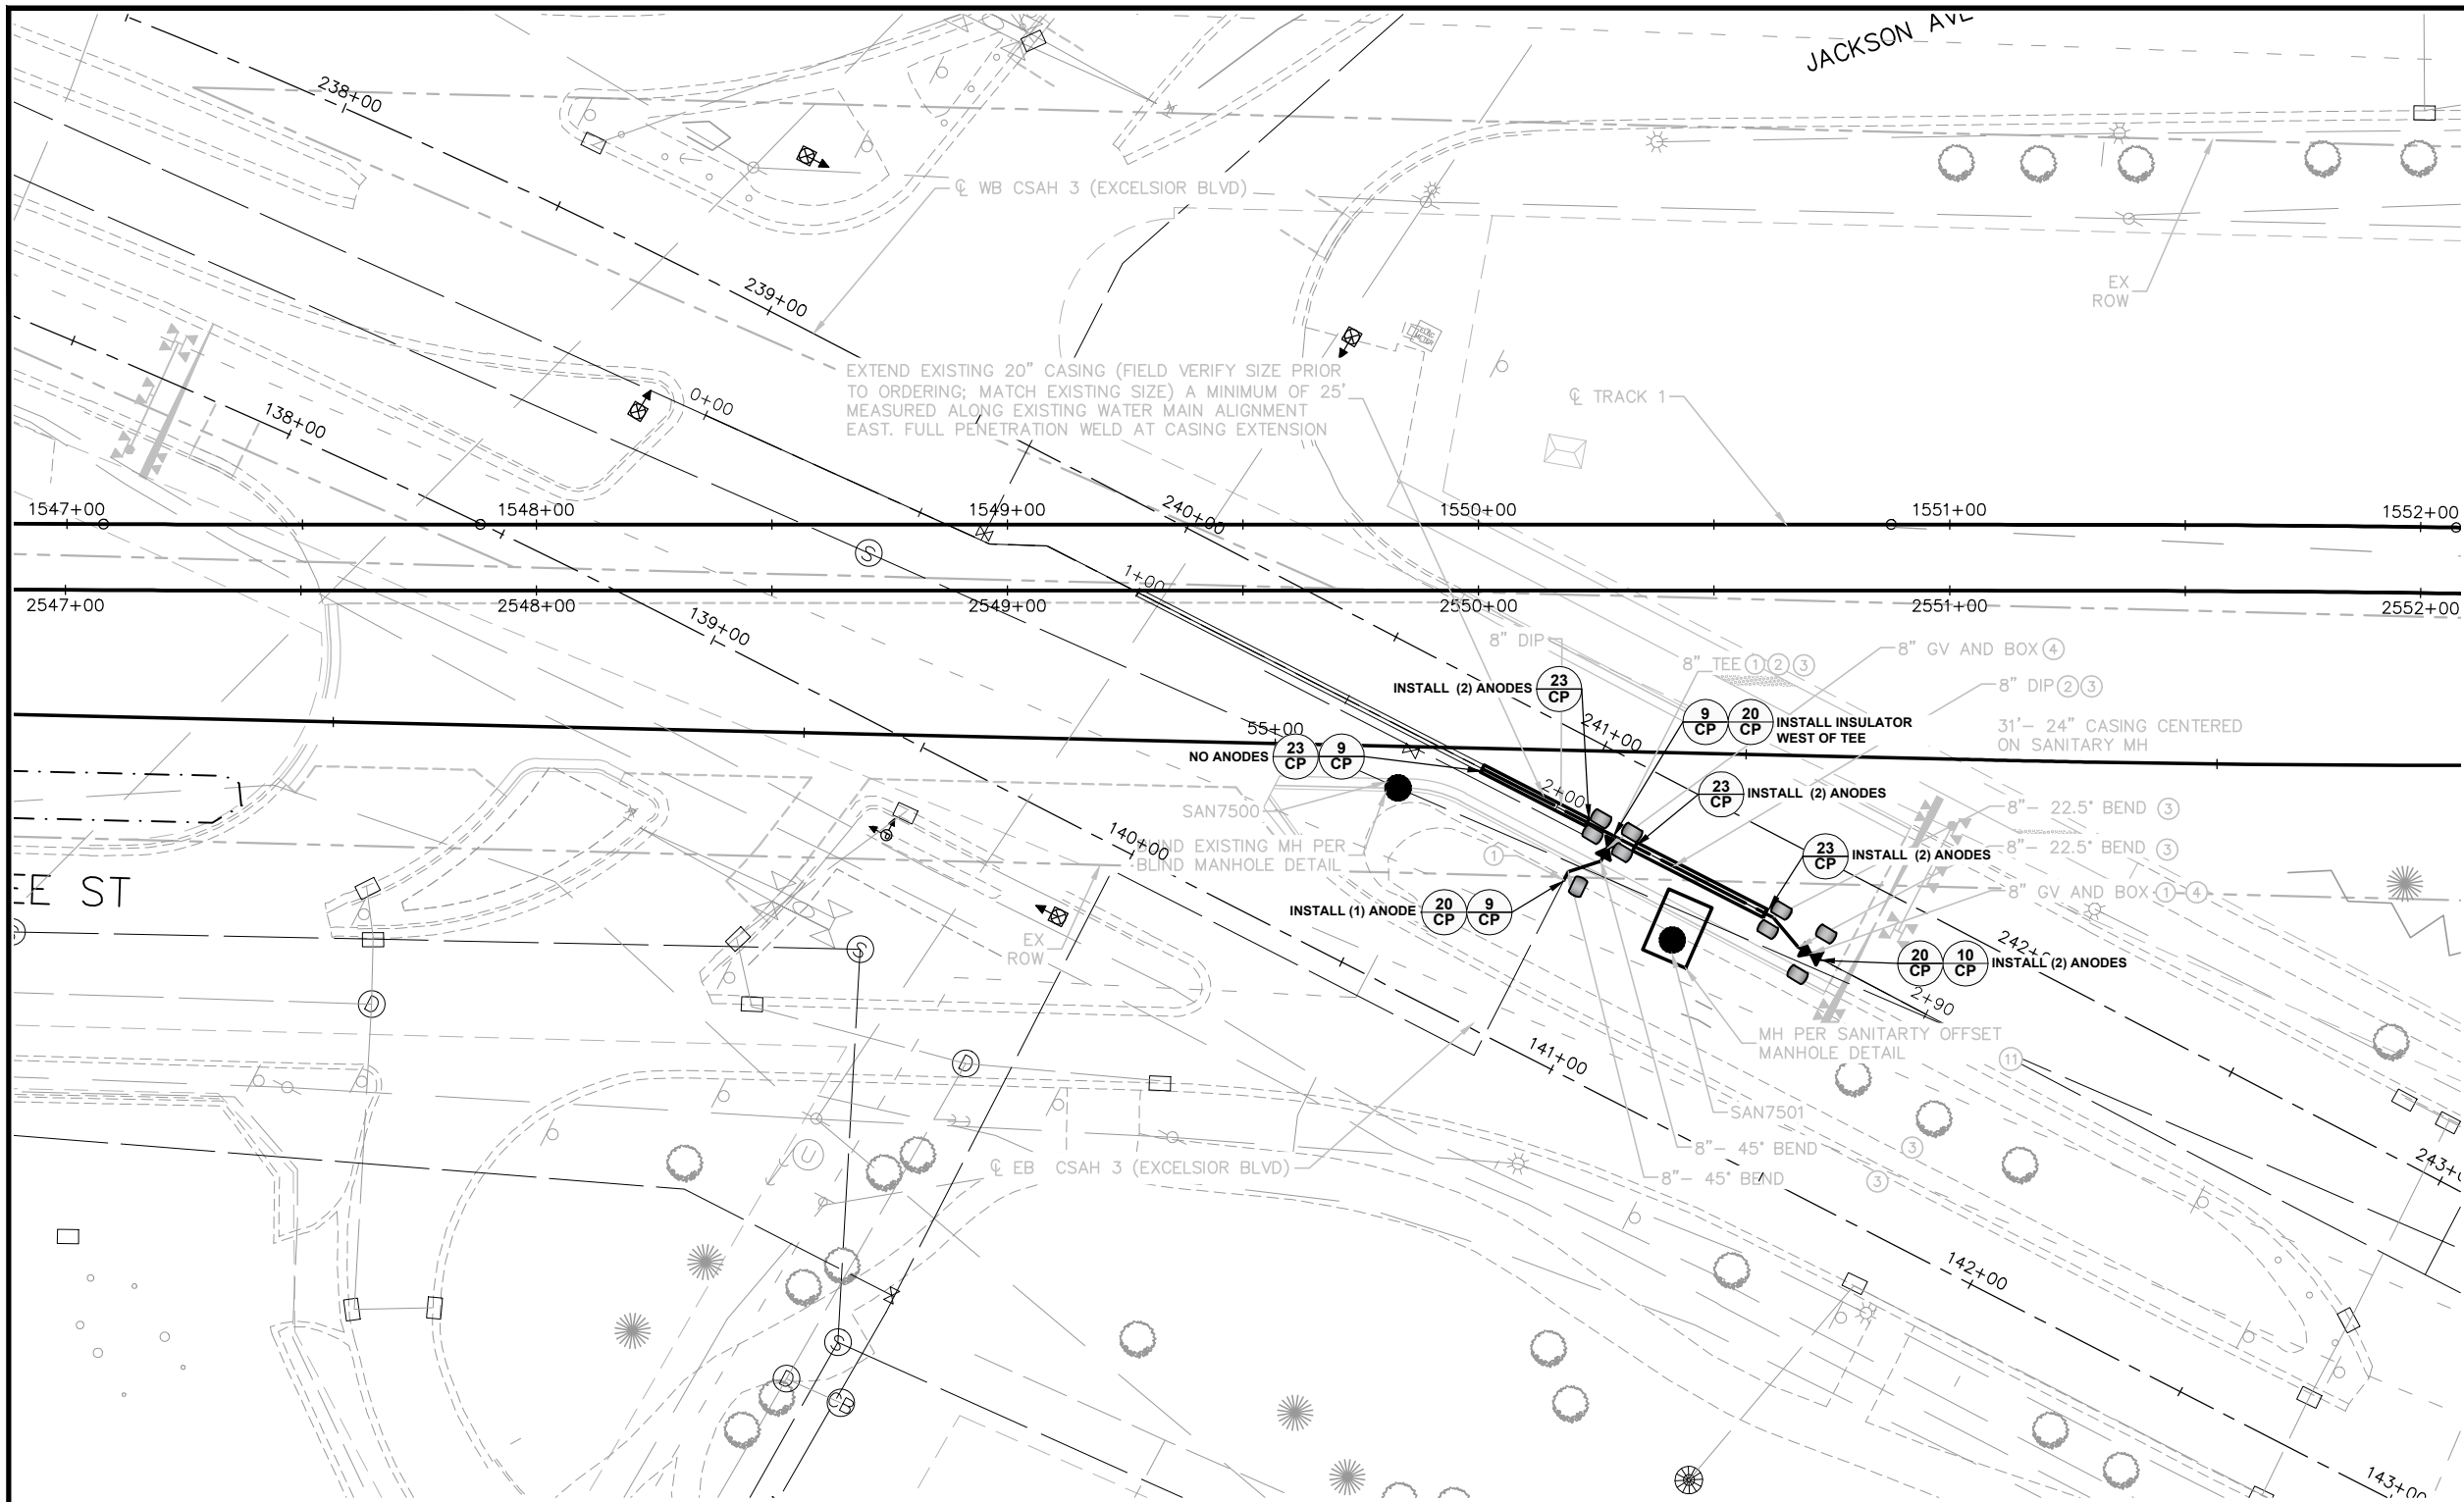 JACKSON AVE
238+00
℄ WB CSAH 3 (EXCELSIOR BLVD)
EX
ROW
239+00
EXTEND EXISTING 20" CASING (FIELD VERIFY SIZE PRIOR
TO ORDERING; MATCH EXISTING SIZE) A MINIMUM OF 25'
MEASURED ALONG EXISTING WATER MAIN ALIGNMENT
EAST. FULL PENETRATION WELD AT CASING EXTENSION
0+00
138+00
℄ TRACK 1
1547+00
1548+00
1549+00
240+00
1550+00
1551+00
1552+00
S
1+00
2547+00
2548+00
2549+00
2550+00
2551+00
2552+00
139+00
8" DIP
8" TEE 1 2 3
8" GV AND BOX 4
8" DIP 2 3
INSTALL (2) ANODES
23
CP
9
CP
20
CP
INSTALL INSULATOR
WEST OF TEE
31'- 24" CASING CENTERED
ON SANITARY MH
55+00
241+00
NO ANODES
23
CP
9
CP
2+00
23
CP
INSTALL (2) ANODES
SAN7500
8"- 22.5° BEND 3
140+00
BLIND EXISTING MH PER
BLIND MANHOLE DETAIL
1
23
CP
INSTALL (2) ANODES
8"- 22.5° BEND 3
8" GV AND BOX 1 4
EE ST
INSTALL (1) ANODE
20
CP
9
CP
EX
ROW
S
242+00
20
CP
10
CP
INSTALL (2) ANODES
D
2+90
MH PER SANITARTY OFFSET
MANHOLE DETAIL
141+00
11
D
SAN7501
8"- 45° BEND
3
U
℄ EB CSAH 3 (EXCELSIOR BLVD)
8"- 45° BEND
3
243+0
142+00
S
D
CB
143+00